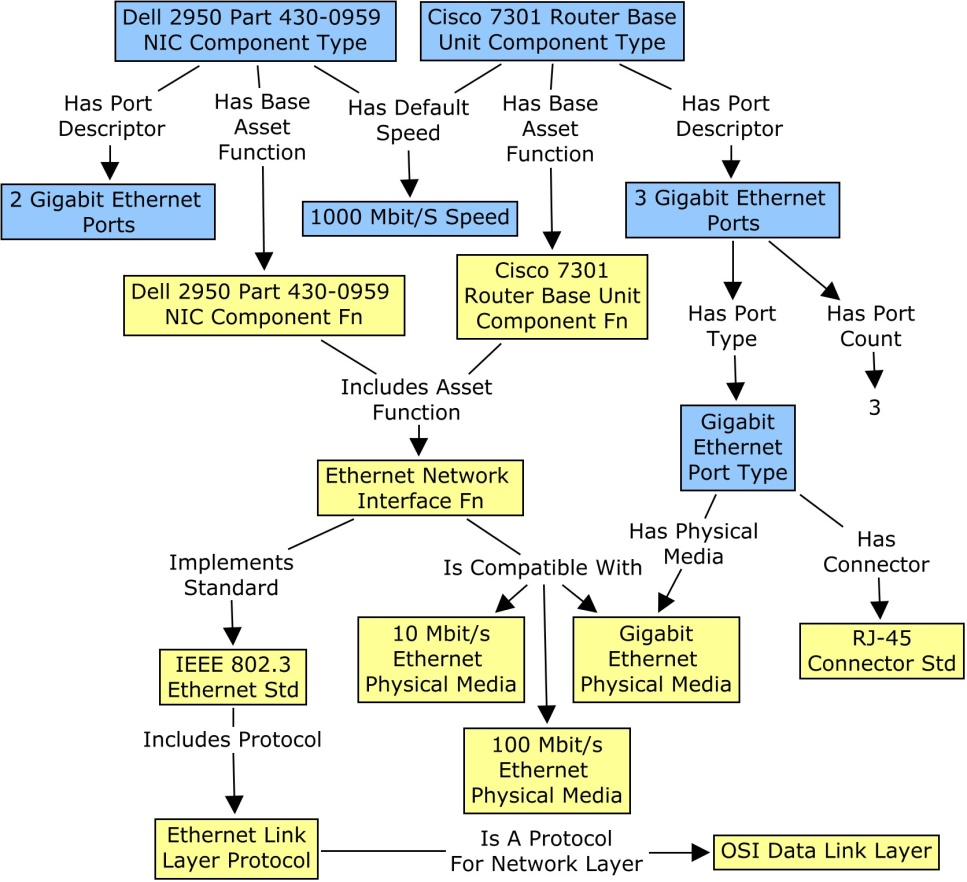 Dell 2950 Part 430-0959
NIC Component Type
Cisco 7301 Router Base
Unit Component Type
Has Port
Descriptor
Has Base
Asset
Function
Has Default
Speed
Has Base
Asset
Function
Has Port
Descriptor
2 Gigabit Ethernet
Ports
1000 Mbit/S Speed
3 Gigabit Ethernet
Ports
Dell 2950 Part 430-0959
NIC Component Fn
Cisco 7301
Router Base Unit
Component Fn
Has Port
Type
Has Port
Count
3
Includes Asset
Function
Gigabit
Ethernet
Port Type
Ethernet Network
Interface Fn
Has Physical
Media
Has
Connector
Implements
Standard
Is Compatible With
10 Mbit/s
Ethernet
Physical Media
Gigabit
Ethernet
Physical Media
RJ-45
Connector Std
IEEE 802.3
Ethernet Std
Includes Protocol
100 Mbit/s
Ethernet
Physical Media
Ethernet Link
Layer Protocol
Is A Protocol
For Network Layer
OSI Data Link Layer